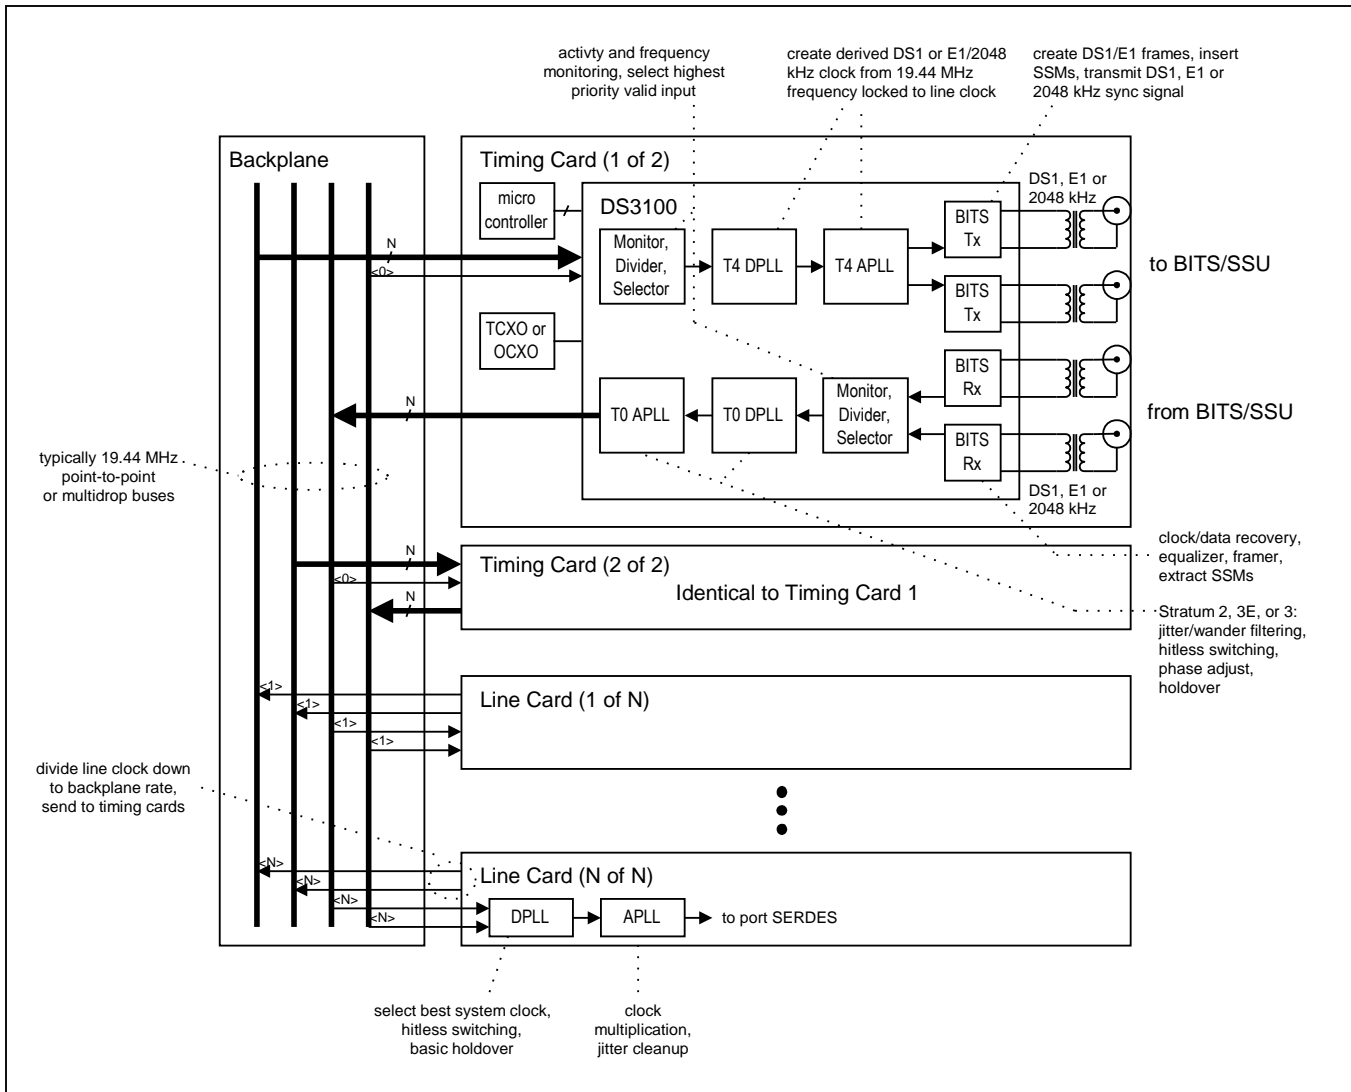 activty and frequency
monitoring, select highest
priority valid input
create derived DS1 or E1/2048
kHz clock from 19.44 MHz
frequency locked to line clock
create DS1/E1 frames, insert
SSMs, transmit DS1, E1 or
2048 kHz sync signal
Backplane
Timing Card (1 of 2)
micro
controller
DS3100
DS1, E1 or
2048 kHz
N
<0>
Monitor,
Divider,
Selector
T4 DPLL
T4 APLL
BITS
Tx
BITS
Tx
to BITS/SSU
TCXO or
OCXO
N
T0 APLL
T0 DPLL
Monitor,
Divider,
Selector
BITS
Rx
BITS
Rx
from BITS/SSU
DS1, E1 or
2048 kHz
typically 19.44 MHz
point-to-point
or multidrop buses
N
<0>
N
Timing Card (2 of 2)
Identical to Timing Card 1
clock/data recovery,
equalizer, framer,
extract SSMs
Stratum 2, 3E, or 3:
jitter/wander filtering,
hitless switching,
phase adjust,
holdover
<1>
<1>
<1>
<1>
Line Card (1 of N)
divide line clock down
to backplane rate,
send to timing cards
<N>
<N>
<N>
<N>
Line Card (N of N)
DPLL
APLL
to port SERDES
select best system clock,
hitless switching,
basic holdover
clock
multiplication,
jitter cleanup